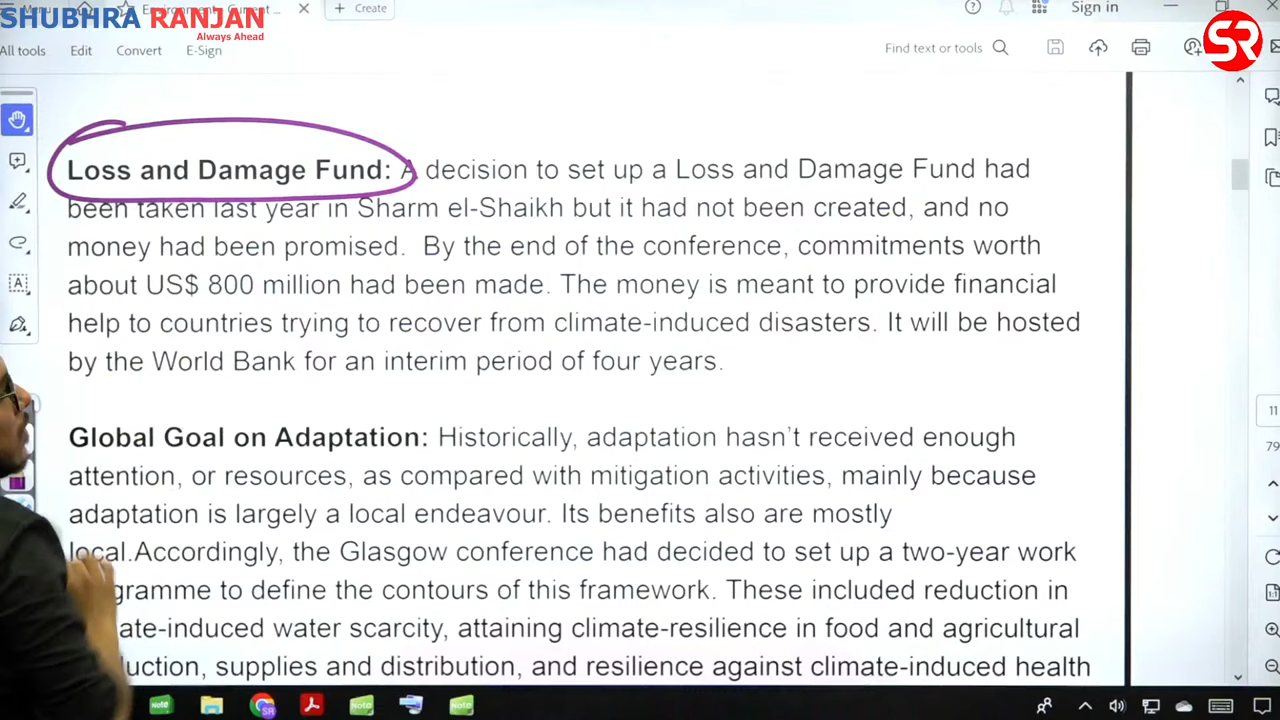 SHUBHRA RANJAN
Always Ahead
Create
Sign in
All tools
Edit
Convert
E-Sign
Find text or tools
SR
Loss and Damage Fund: A decision to set up a Loss and Damage Fund had
been taken last year in Sharm el-Shaikh but it had not been created, and no
money had been promised. By the end of the conference, commitments worth
about US$ 800 million had been made. The money is meant to provide financial
help to countries trying to recover from climate-induced disasters. It will be hosted
by the World Bank for an interim period of four years.
Global Goal on Adaptation: Historically, adaptation hasn't received enough
attention, or resources, as compared with mitigation activities, mainly because
adaptation is largely a local endeavour. Its benefits also are mostly
local.Accordingly, the Glasgow conference had decided to set up a two-year work
gramme to define the contours of this framework. These included reduction in
ate-induced water scarcity, attaining climate-resilience in food and agricultural
uction, supplies and distribution, and resilience against climate-induced health
11
79
Note
SR
Note
Note